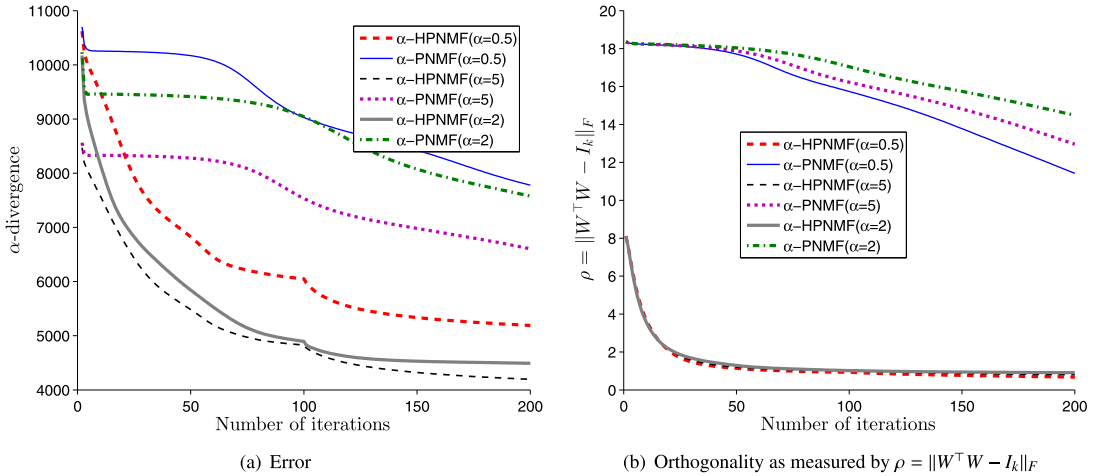 11000
10000
9000
8000
7000
6000
5000
4000
0
50
100
150
200
α-divergence
Number of iterations
α−HPNMF(α=0.5)
α−PNMF(α=0.5)
α−HPNMF(α=5)
α−PNMF(α=5)
α−HPNMF(α=2)
α−PNMF(α=2)
(a) Error
20
18
16
14
12
10
8
6
4
2
0
0
50
100
150
200
ρ = ||W⊤W − Iₖ||_F
Number of iterations
α−HPNMF(α=0.5)
α−PNMF(α=0.5)
α−HPNMF(α=5)
α−PNMF(α=5)
α−HPNMF(α=2)
α−PNMF(α=2)
(b) Orthogonality as measured by ρ = ||W⊤W − Iₖ||_F